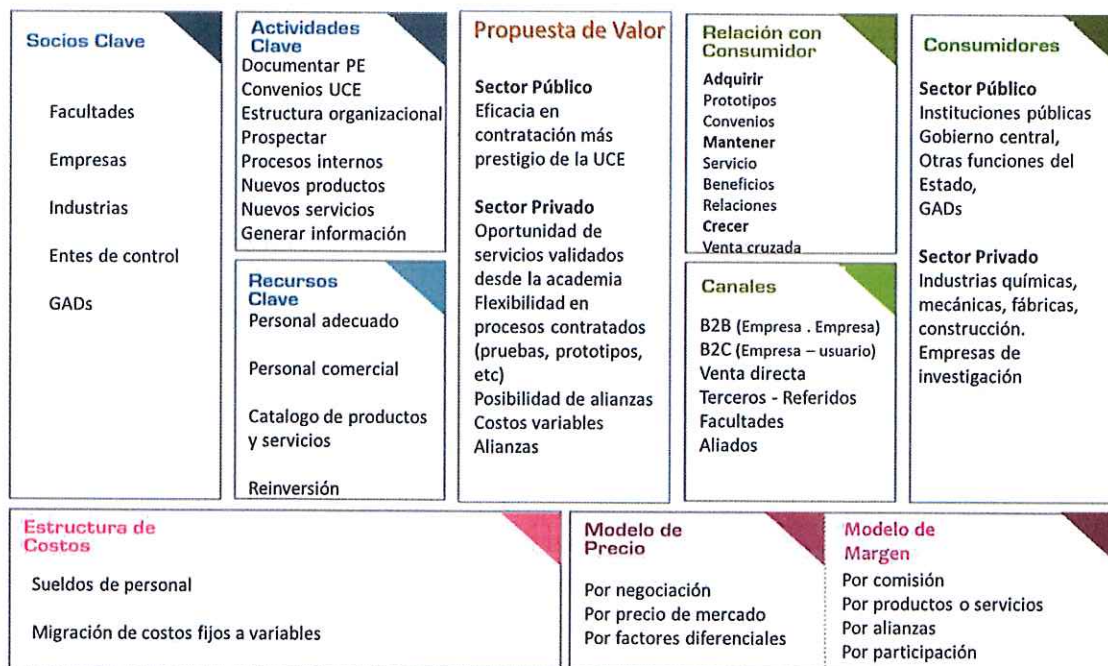 Socios Clave
Facultades
Empresas
Industrias
Entes de control
GADs
Actividades
Clave
Documentar PE
Convenios UCE
Estructura organizacional
Prospectar
Procesos internos
Nuevos productos
Nuevos servicios
Generar información
Recursos
Clave
Personal adecuado
Personal comercial
Catalogo de productos
y servicios
Reinversión
Propuesta de Valor
Sector Público
Eficacia en
contratación más
prestigio de la UCE
Sector Privado
Oportunidad de
servicios validados
desde la academia
Flexibilidad en
procesos contratados
(pruebas, prototipos,
etc)
Posibilidad de alianzas
Costos variables
Alianzas
Relación con
Consumidor
Adquirir
Prototipos
Convenios
Mantener
Servicio
Beneficios
Relaciones
Crecer
Venta cruzada
Canales
B2B (Empresa . Empresa)
B2C (Empresa – usuario)
Venta directa
Terceros - Referidos
Facultades
Aliados
Consumidores
Sector Público
Instituciones públicas
Gobierno central,
Otras funciones del
Estado,
GADs
Sector Privado
Industrias químicas,
mecánicas, fábricas,
construcción.
Empresas de
investigación
Estructura de
Costos
Sueldos de personal
Migración de costos fijos a variables
Modelo de
Precio
Por negociación
Por precio de mercado
Por factores diferenciales
Modelo de
Margen
Por comisión
Por productos o servicios
Por alianzas
Por participación